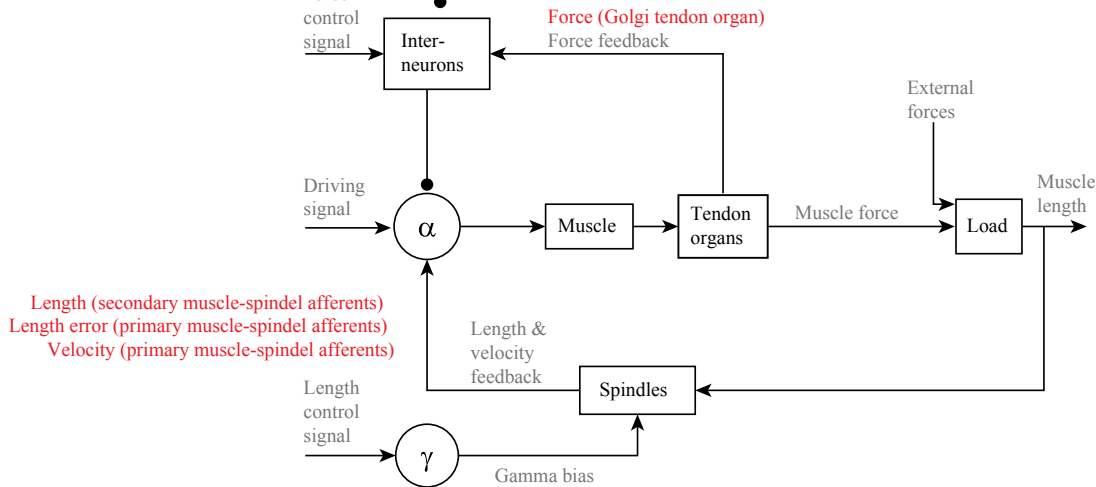 control
signal
Inter-
neurons
Force (Golgi tendon organ)
Force feedback
External
forces
Driving
signal
α
Muscle
Tendon
organs
Muscle force
Load
Muscle
length
Length (secondary muscle-spindel afferents)
Length error (primary muscle-spindel afferents)
Velocity (primary muscle-spindel afferents)
Length &
velocity
feedback
Spindles
Length
control
signal
γ
Gamma bias